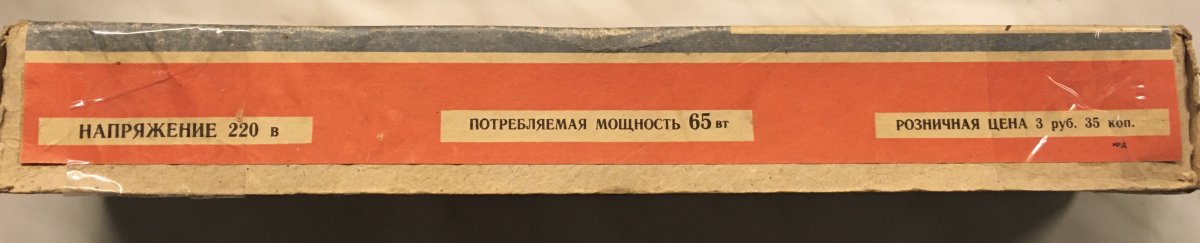 НАПРЯЖЕНИЕ 220 в
ПОТРЕБЛЯЕМАЯ МОЩНОСТЬ 65 вт
РОЗНИЧНАЯ ЦЕНА 3 руб. 35 коп.